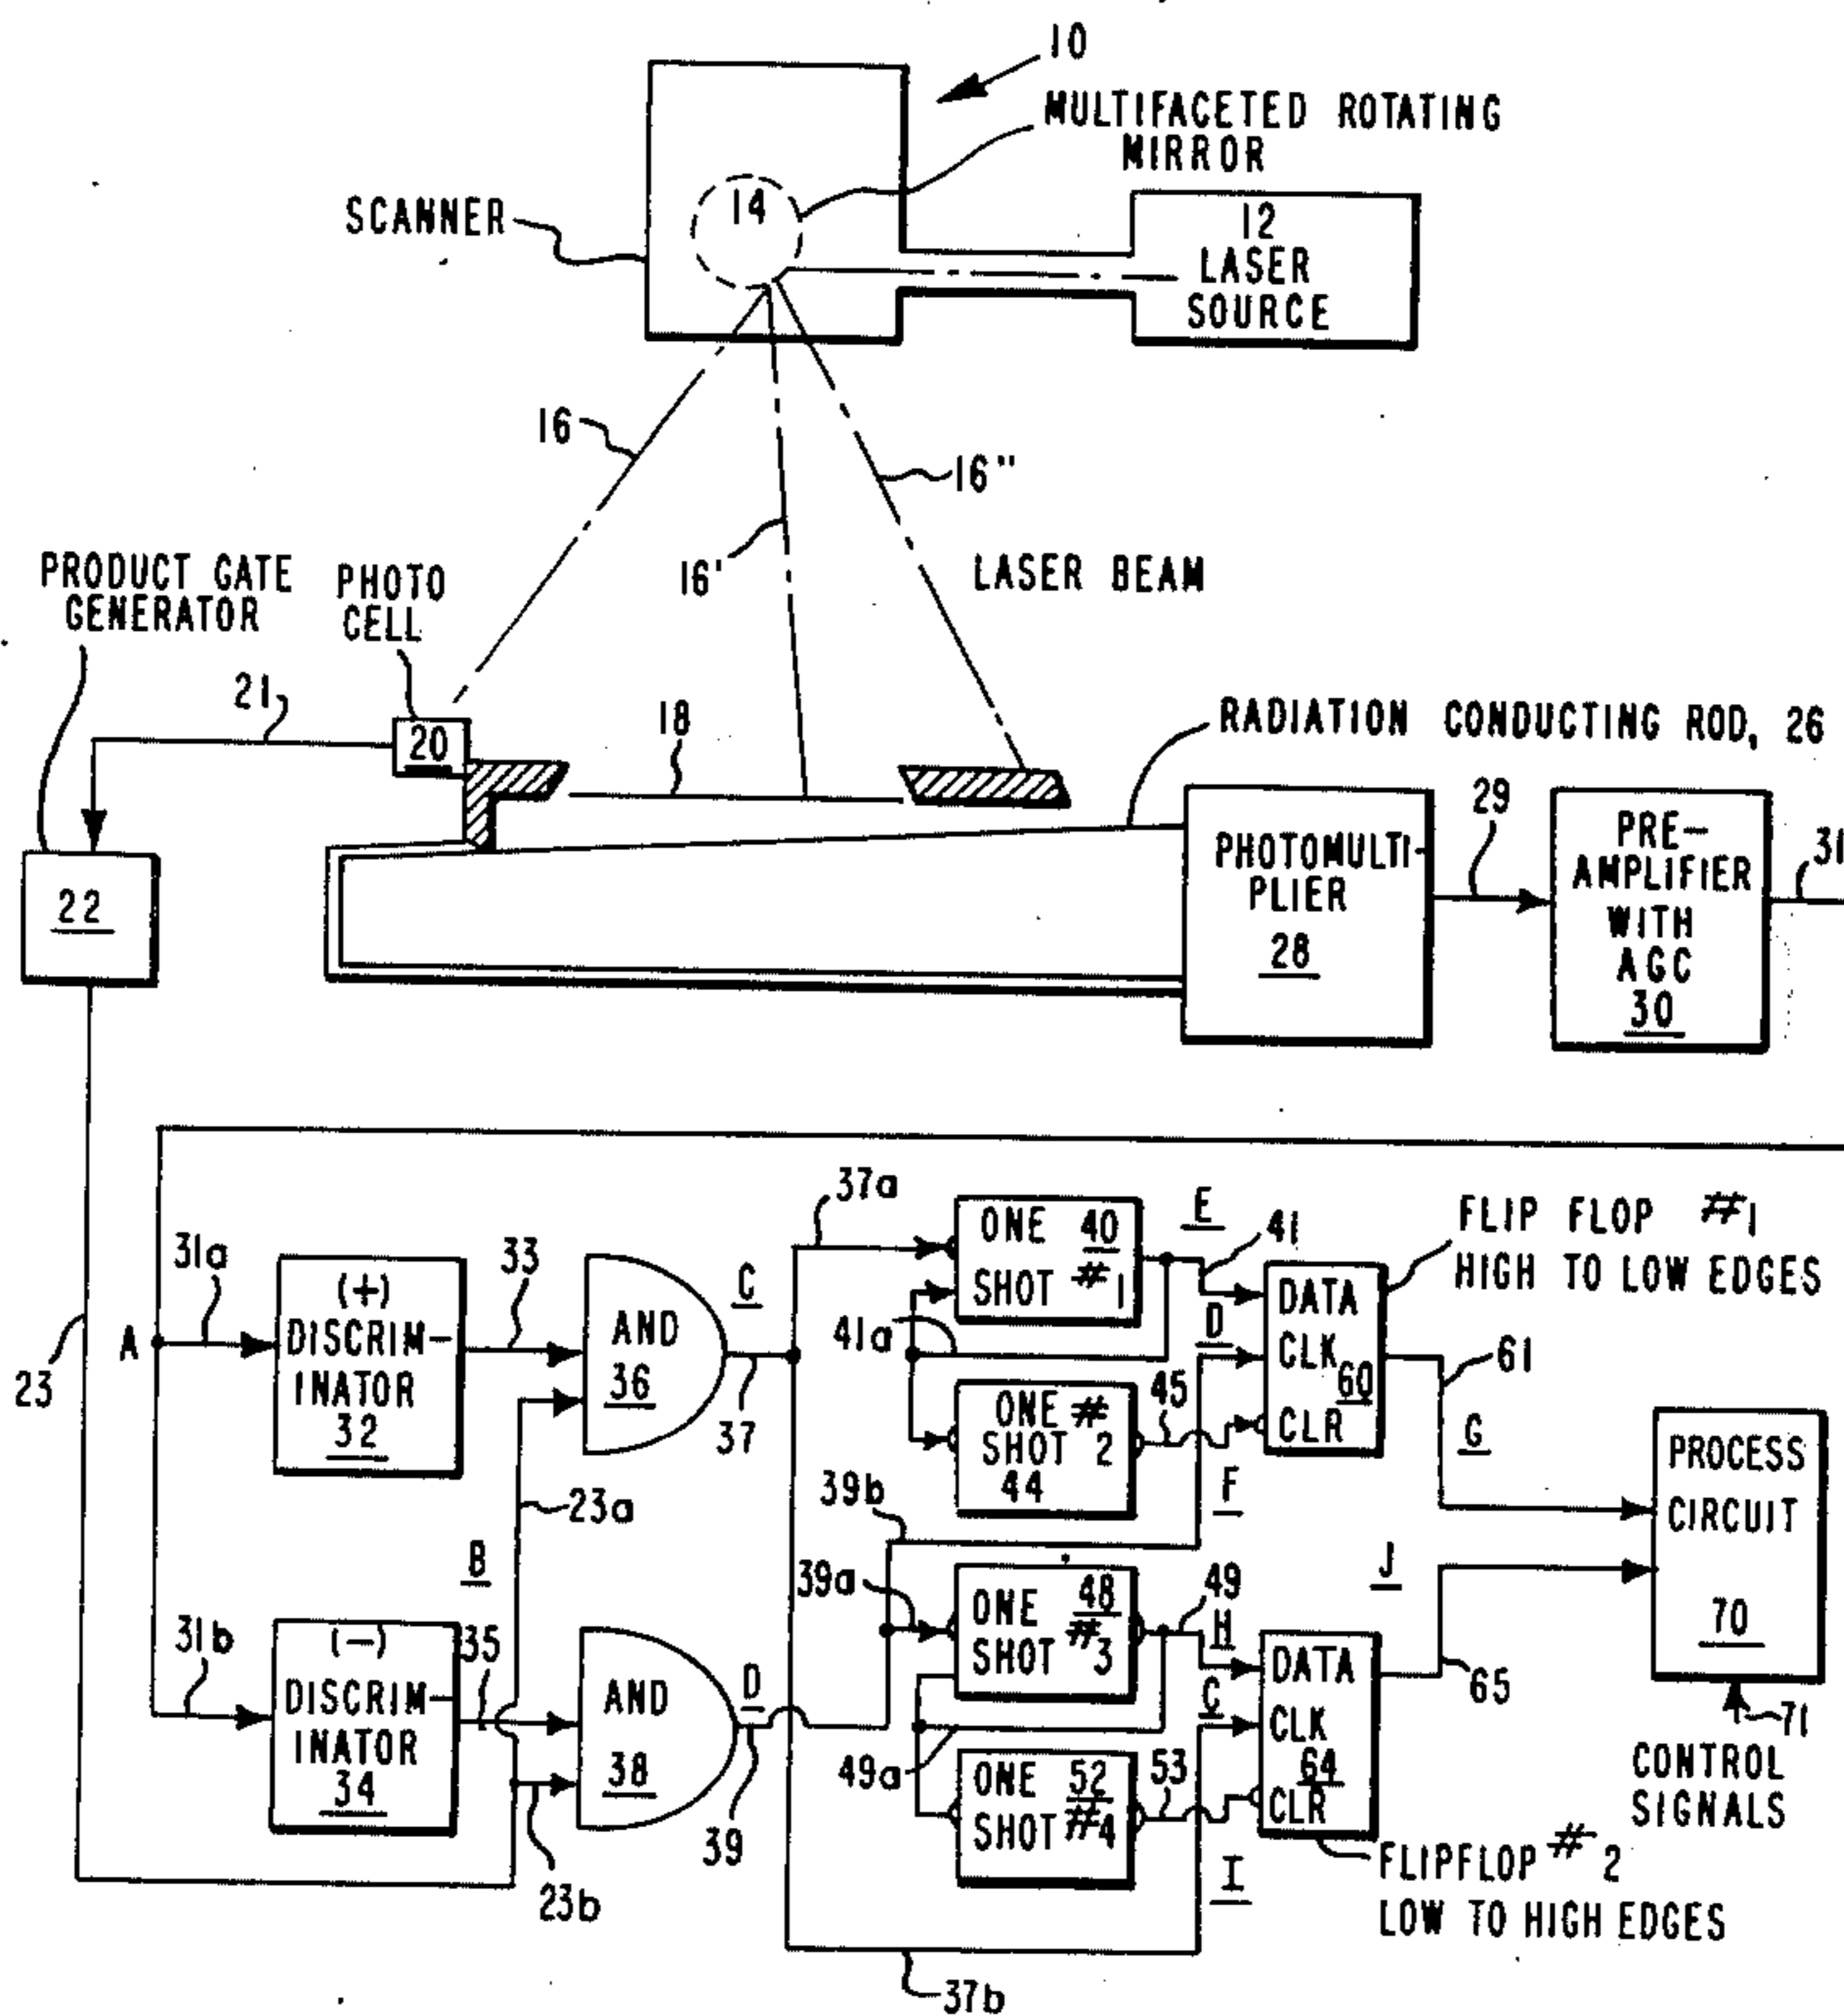 10
MULTIFACETED ROTATING
MIRROR
SCANNER
14
12
LASER
SOURCE
16
16"
16'
LASER BEAM
PRODUCT GATE
GENERATOR
PHOTO
CELL
21
20
18
RADIATION CONDUCTING ROD, 26
22
PHOTOMULTI-
PLIER
28
29
PRE-
AMPLIFIER
WITH
AGC
30
31
23
A
31a
(+)
DISCRIM-
INATOR
32
33
AND
36
C
37
37a
ONE 40
SHOT #1
E
41
41a
D
DATA
CLK
60
CLR
FLIP FLOP #1
HIGH TO LOW EDGES
61
G
ONE #
SHOT 2
44
45
F
23a
B
39b
39a
ONE 48
SHOT #3
49
H
J
PROCESS
CIRCUIT
70
71
CONTROL
SIGNALS
31b
(-)
DISCRIM-
INATOR
34
35
AND
38
D
39
23b
49a
C
DATA
CLK
64
CLR
65
ONE 52
SHOT #4
53
I
FLIPFLOP #2
LOW TO HIGH EDGES
37b